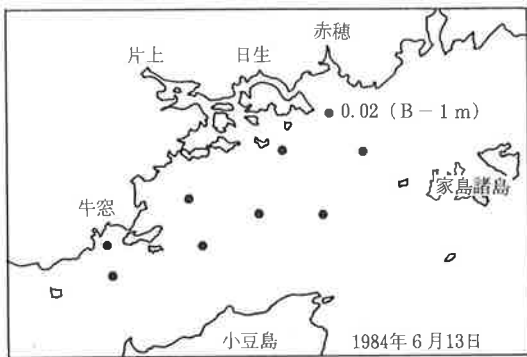 赤穂
片上
日生
0.02 (B-1m)
家島諸島
牛窓
小豆島
1984年6月13日